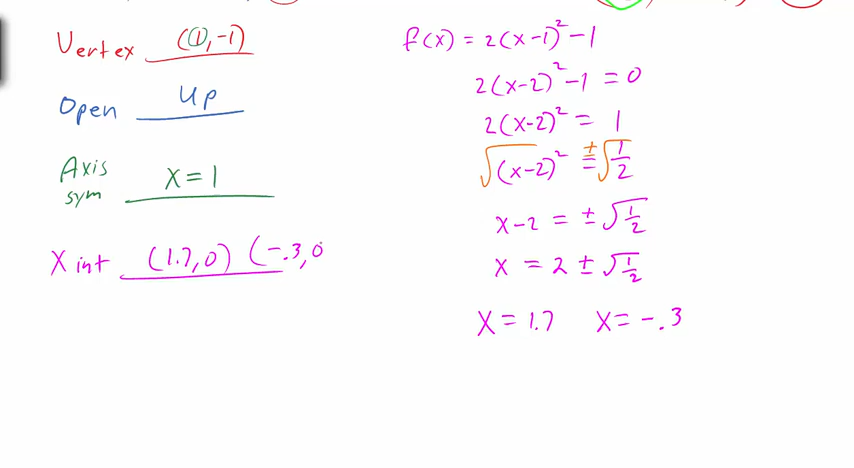 Vertex (1,-1)
Open Up
Axis sym X=1
X int (1.7,0) (-.3,0
f(x) = 2(x-1)²-1
2(x-2)²-1 = 0
2(x-2)² = 1
√(x-2)² = ±√1/2
x-2 = ±√1/2
x = 2 ± √1/2
X = 1.7 X = -.3